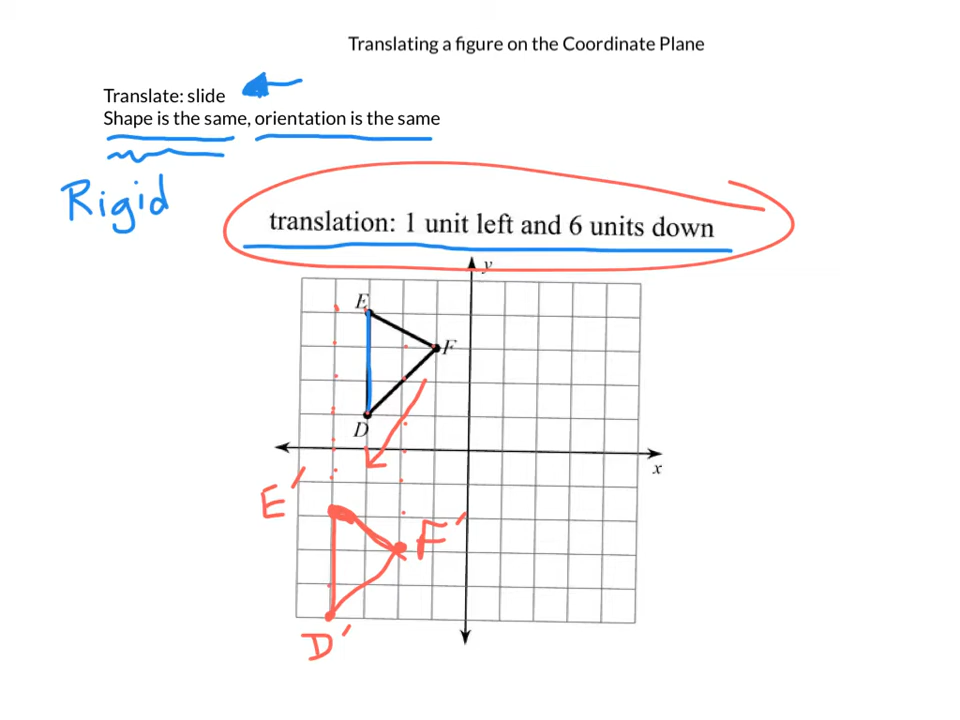 Translating a figure on the Coordinate Plane
Translate: slide
Shape is the same, orientation is the same
Rigid
translation: 1 unit left and 6 units down
y
E
F
D
x
E'
F'
D'